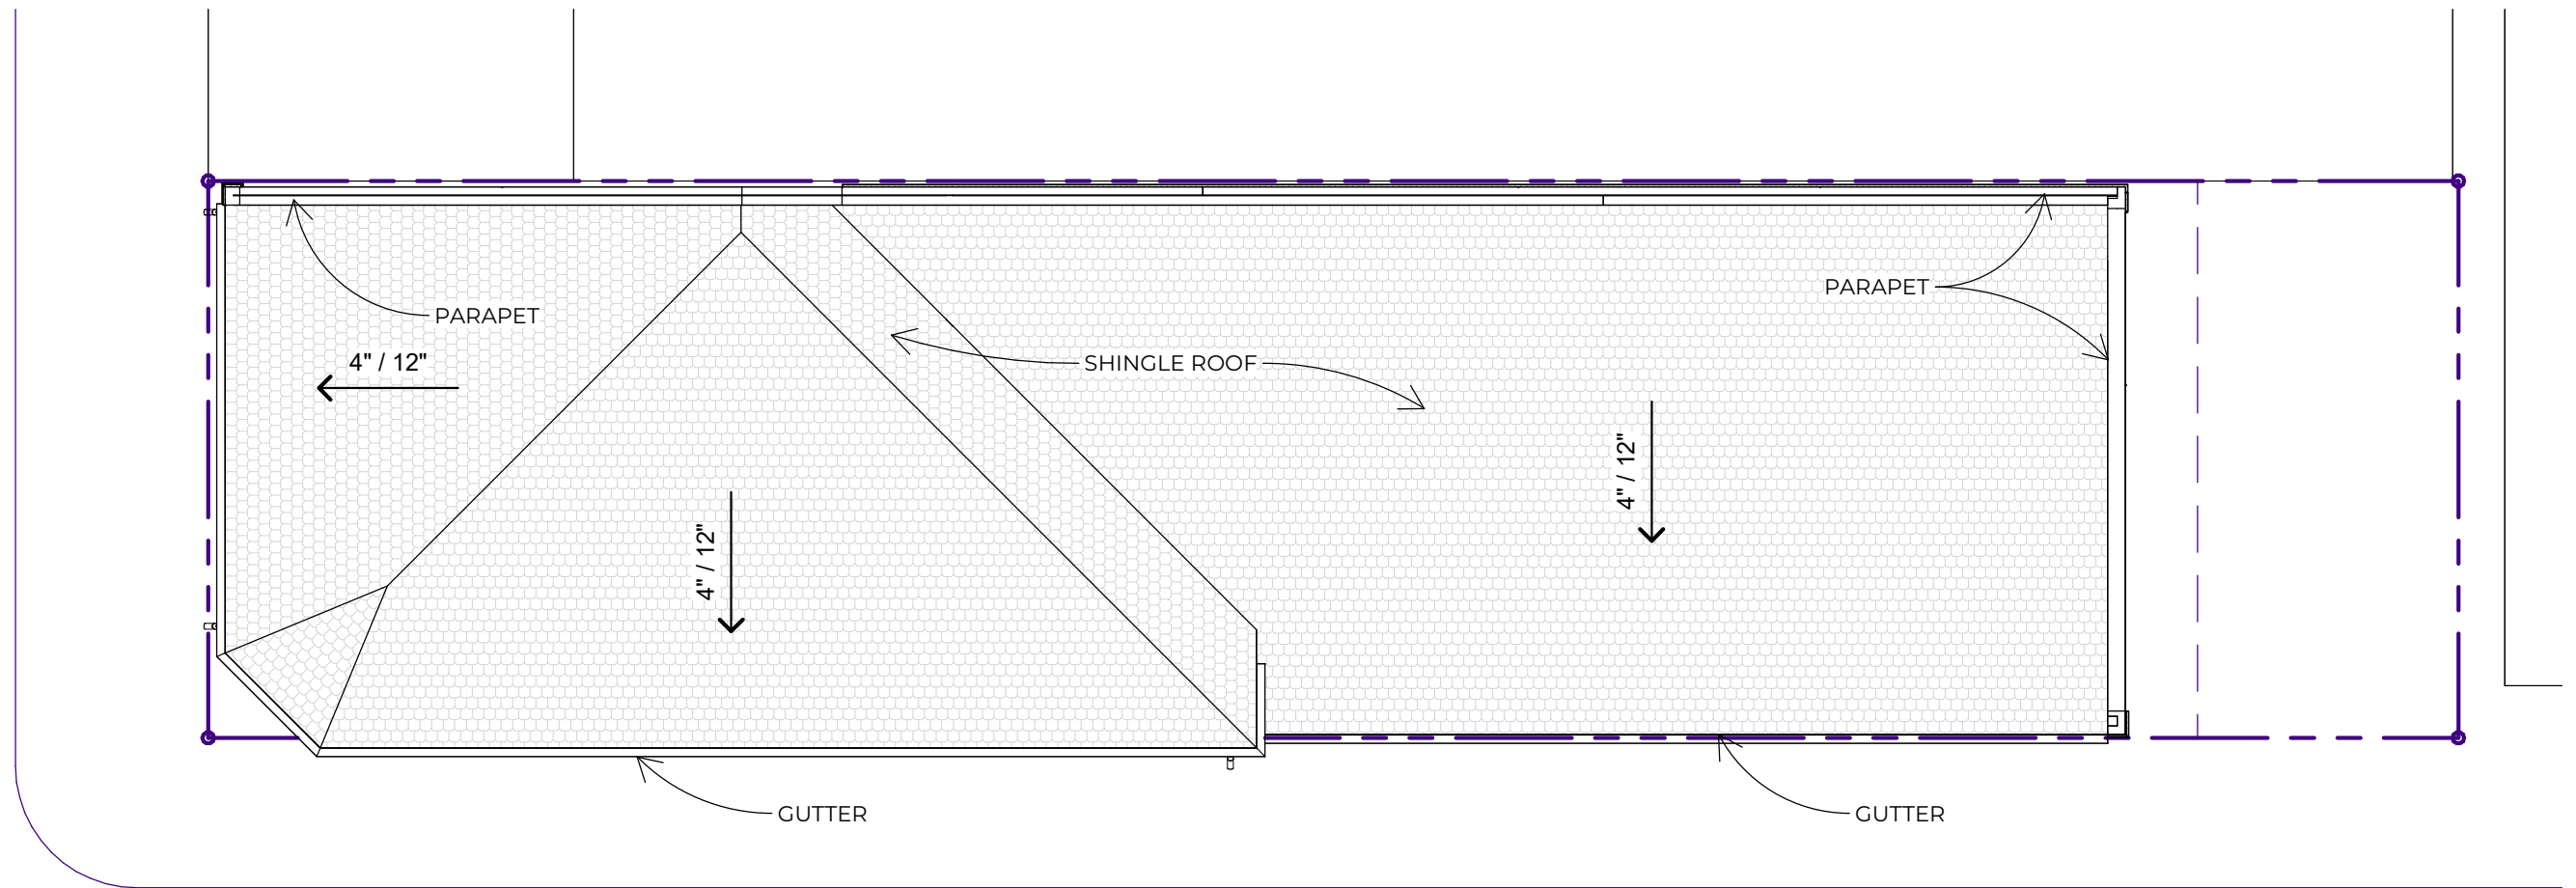 PARAPET
PARAPET
4" / 12"
SHINGLE ROOF
4" / 12"
4" / 12"
GUTTER
GUTTER